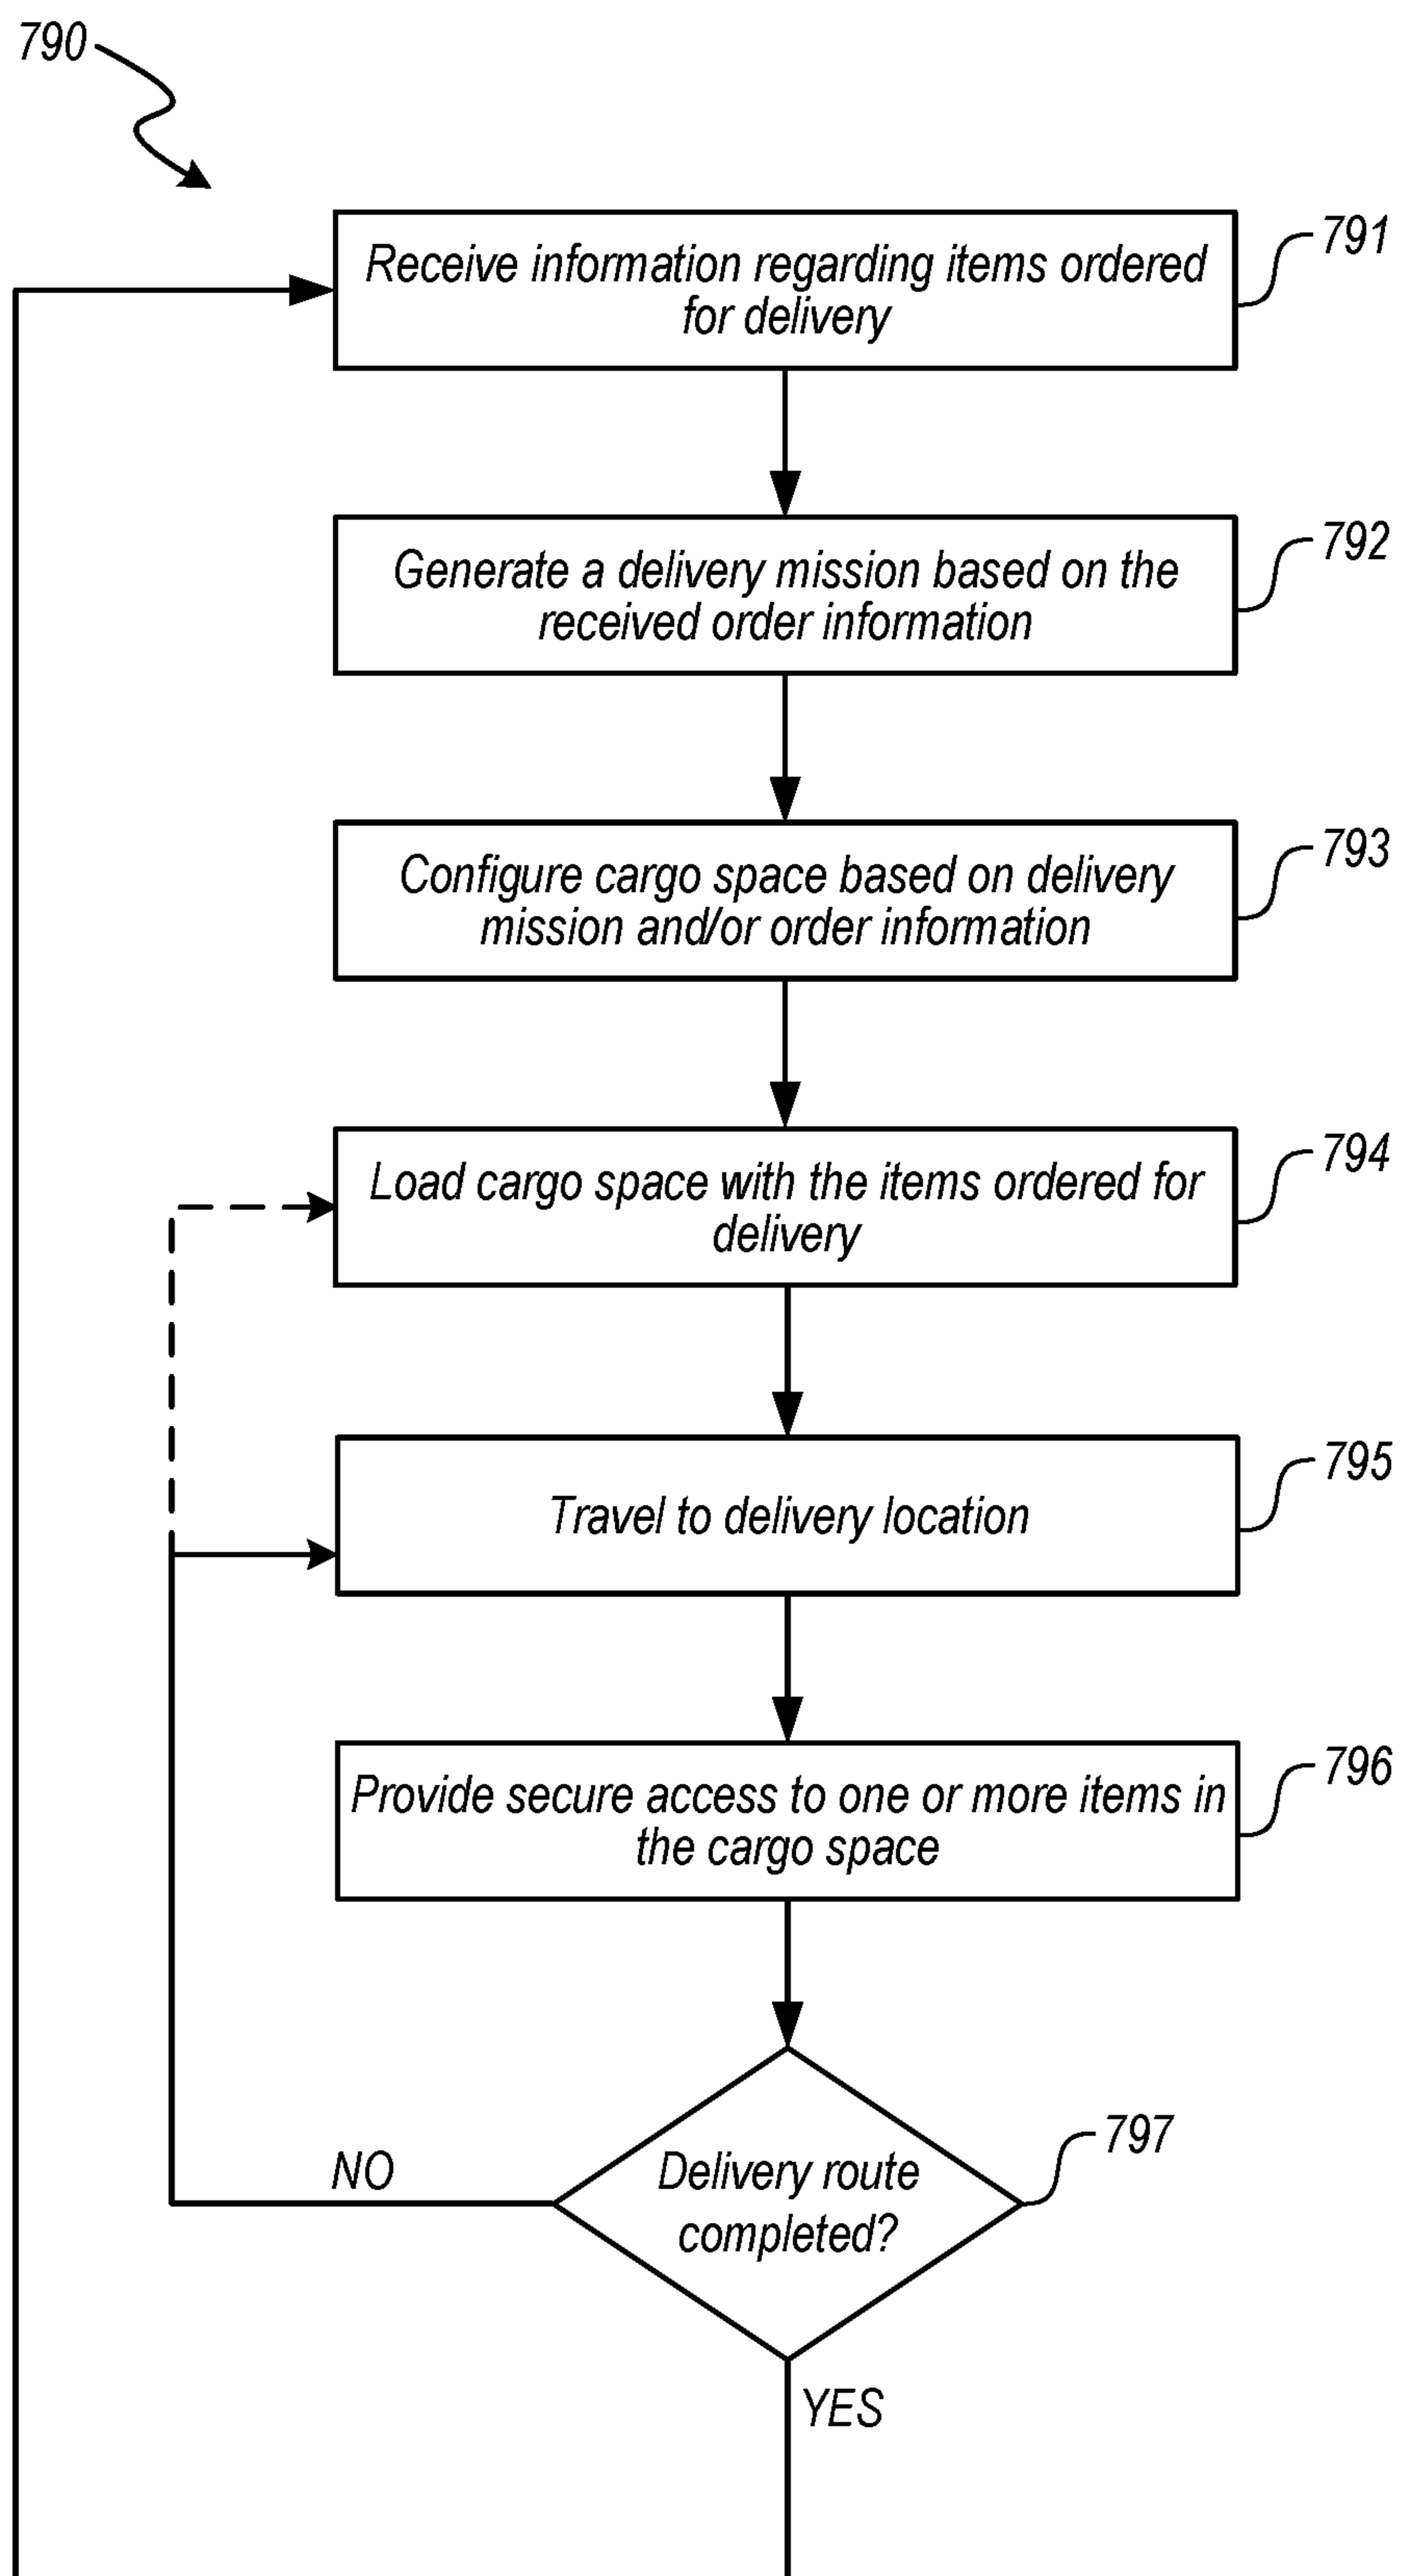 790
Receive information regarding items ordered
for delivery
791
Generate a delivery mission based on the
received order information
792
Configure cargo space based on delivery
mission and/or order information
793
Load cargo space with the items ordered for
delivery
794
Travel to delivery location
795
Provide secure access to one or more items in
the cargo space
796
Delivery route
completed?
797
NO
YES